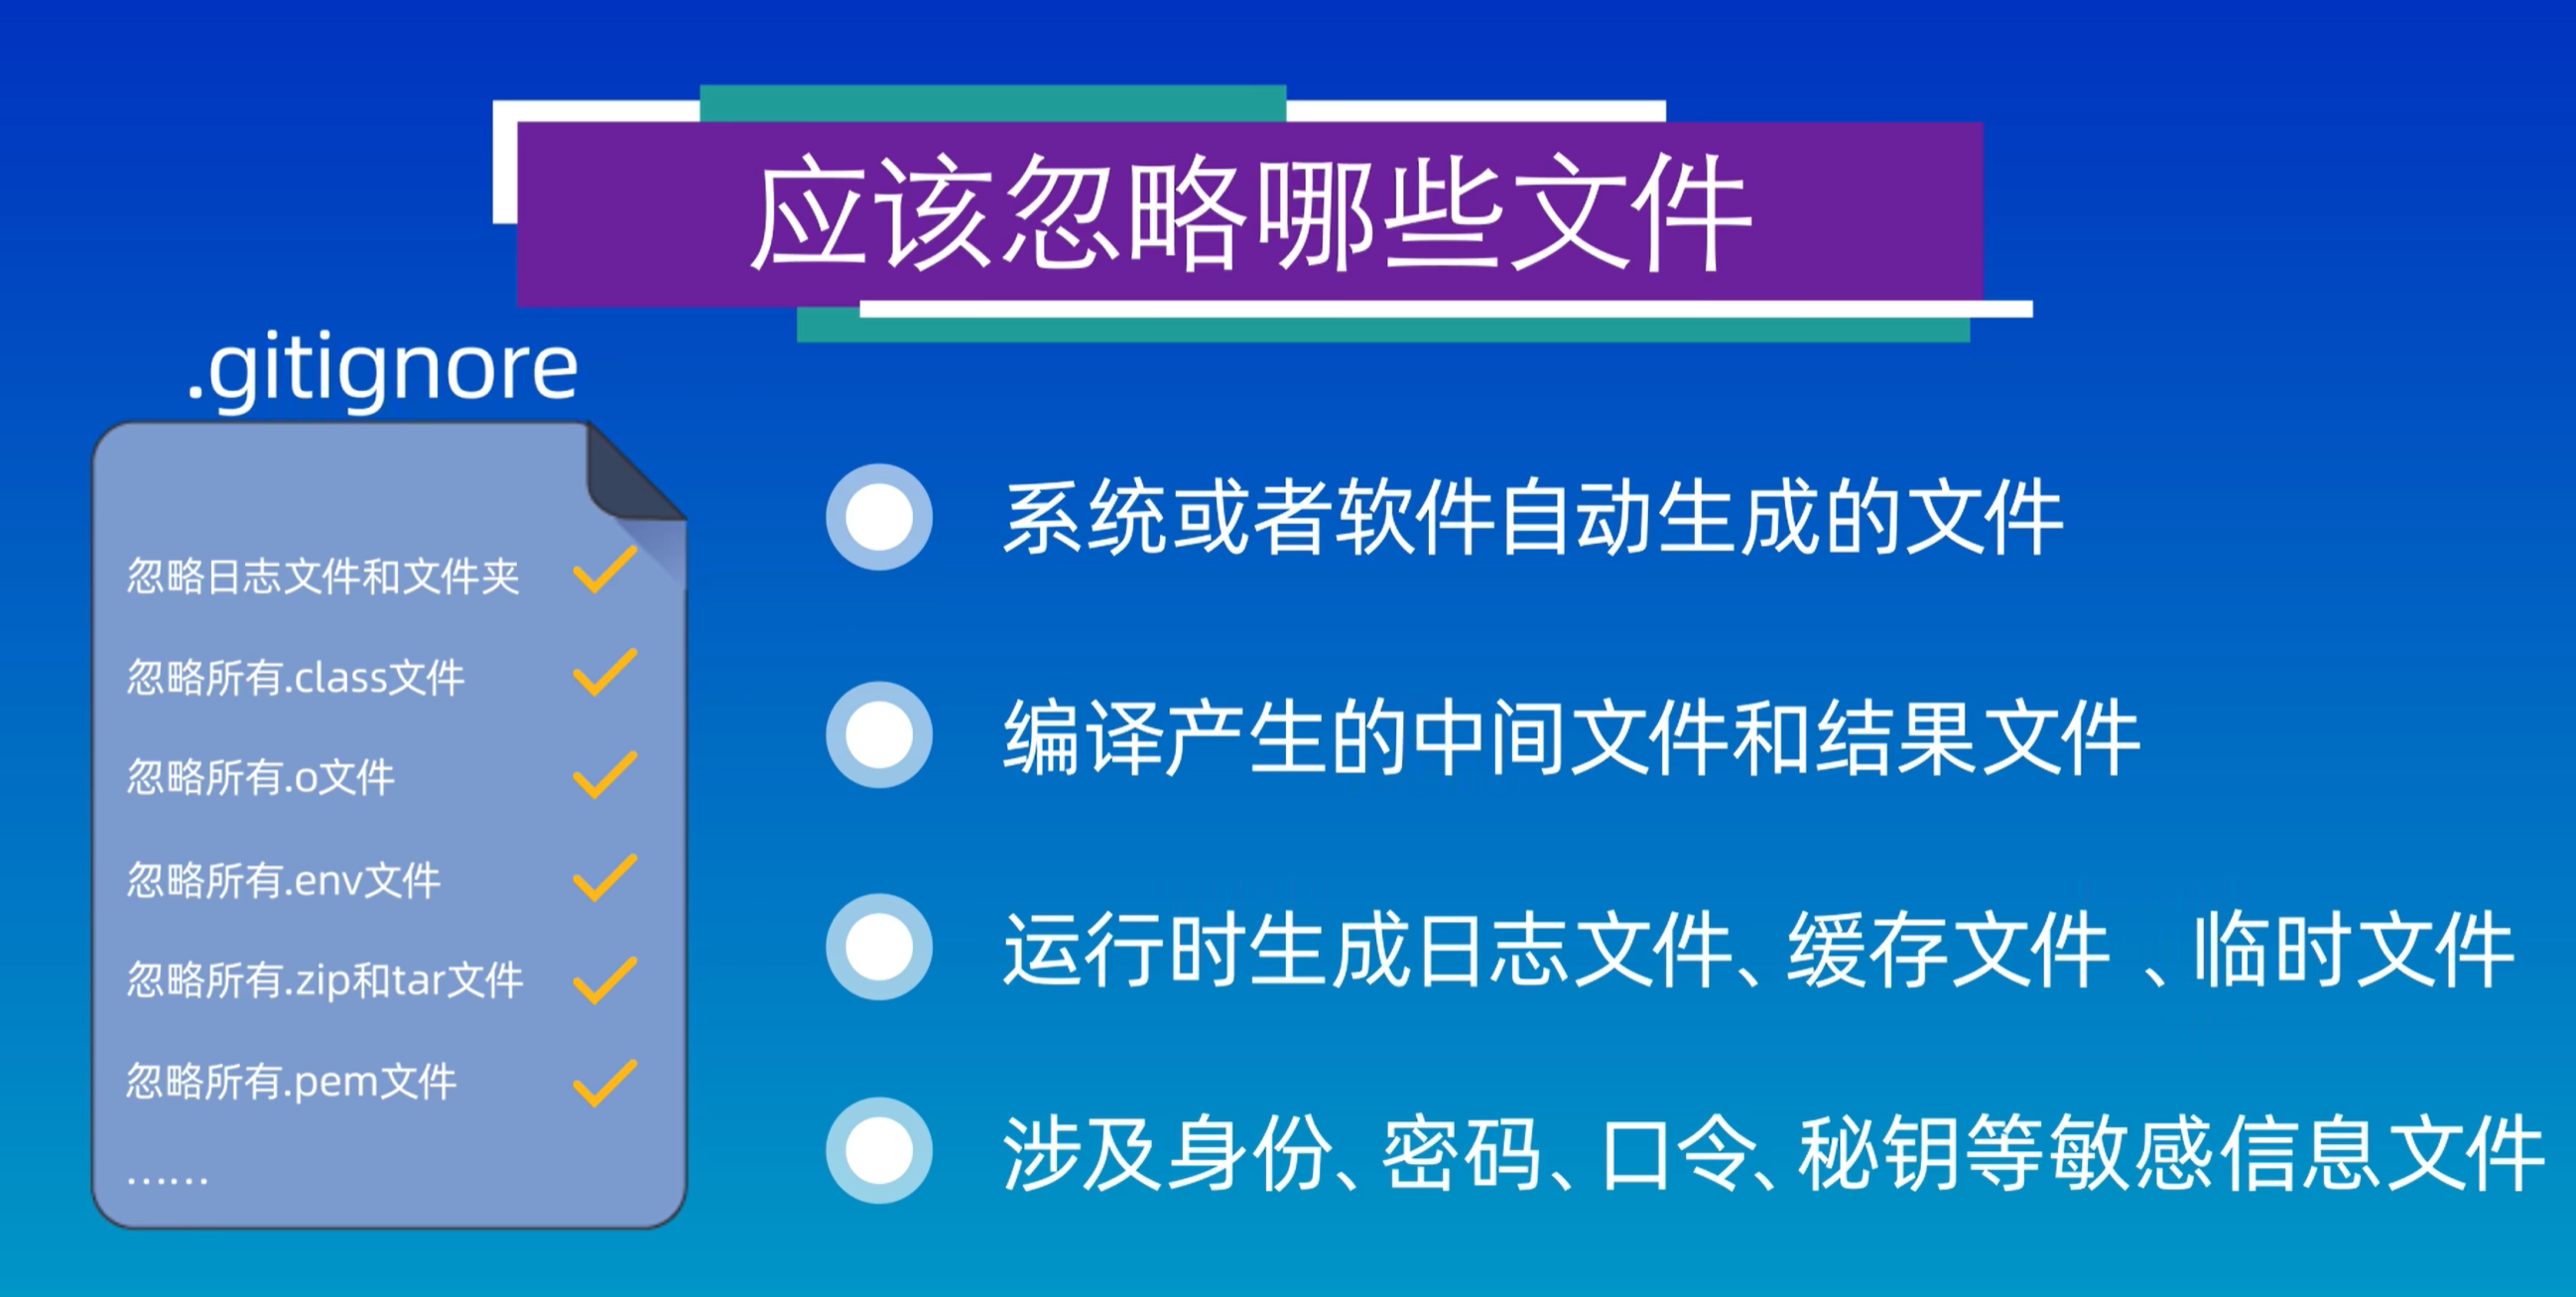 应该忽略哪些文件
.gitignore
忽略日志文件和文件夹
忽略所有.class文件
忽略所有.o文件
忽略所有.env文件
忽略所有.zip和tar文件
忽略所有.pem文件
……
系统或者软件自动生成的文件
编译产生的中间文件和结果文件
运行时生成日志文件、缓存文件 、临时文件
涉及身份、密码、口令、秘钥等敏感信息文件